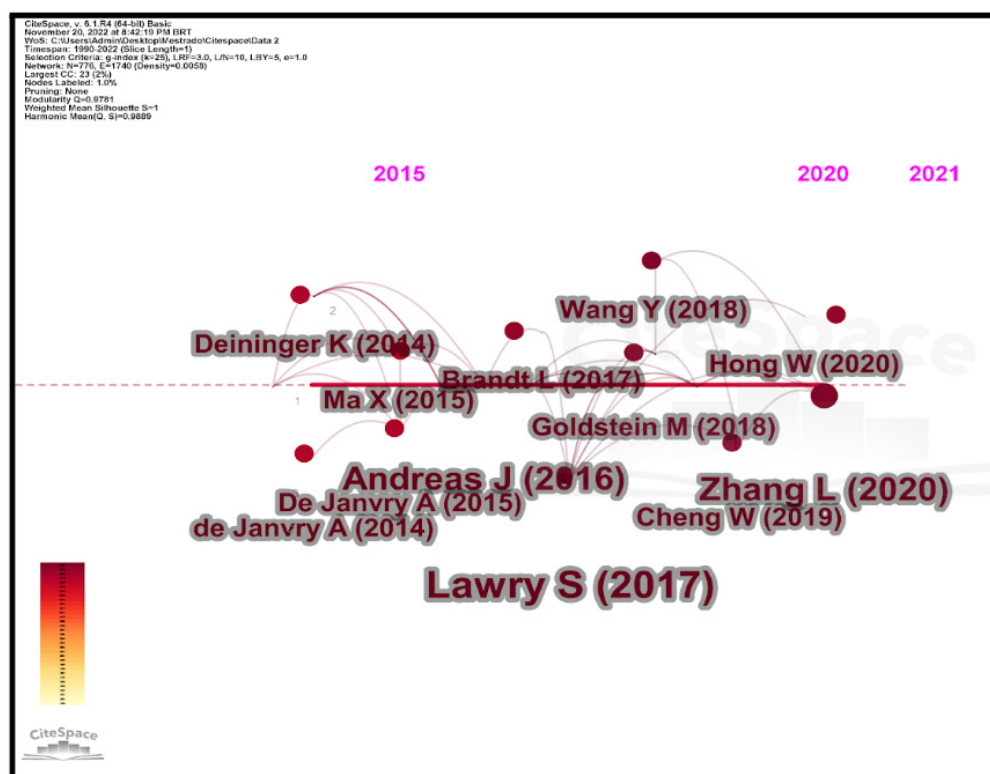 CiteSpace, v. 6.1.R4 (64-bit) Basic
November 20, 2022 at 8:42:19 PM BRT
WoS: C:\Users\Admin\Desktop\Mestrado\Citespace\Data 2
Timespan: 1990-2022 (Slice Length=1)
Selection Criteria: g-index (k=25), LRF=3.0, L/N=10, LBY=5, e=1.0
Network: N=776, E=1740 (Density=0.0058)
Largest CC: 23 (2%)
Nodes Labeled: 1.0%
Pruning: None
Modularity Q=0.9781
Weighted Mean Silhouette S=1
Harmonic Mean(Q, S)=0.9889
2015 2020 2021
2
Wang Y (2018)
Deininger K (2014)
CiteSpace
Hong W (2020)
Brandt L (2017)
1
Ma X (2015)
Goldstein M (2018)
Andreas J (2016)
Zhang L (2020)
De Janvry A (2015)
Cheng W (2019)
de Janvry A (2014)
Lawry S (2017)
CiteSpace